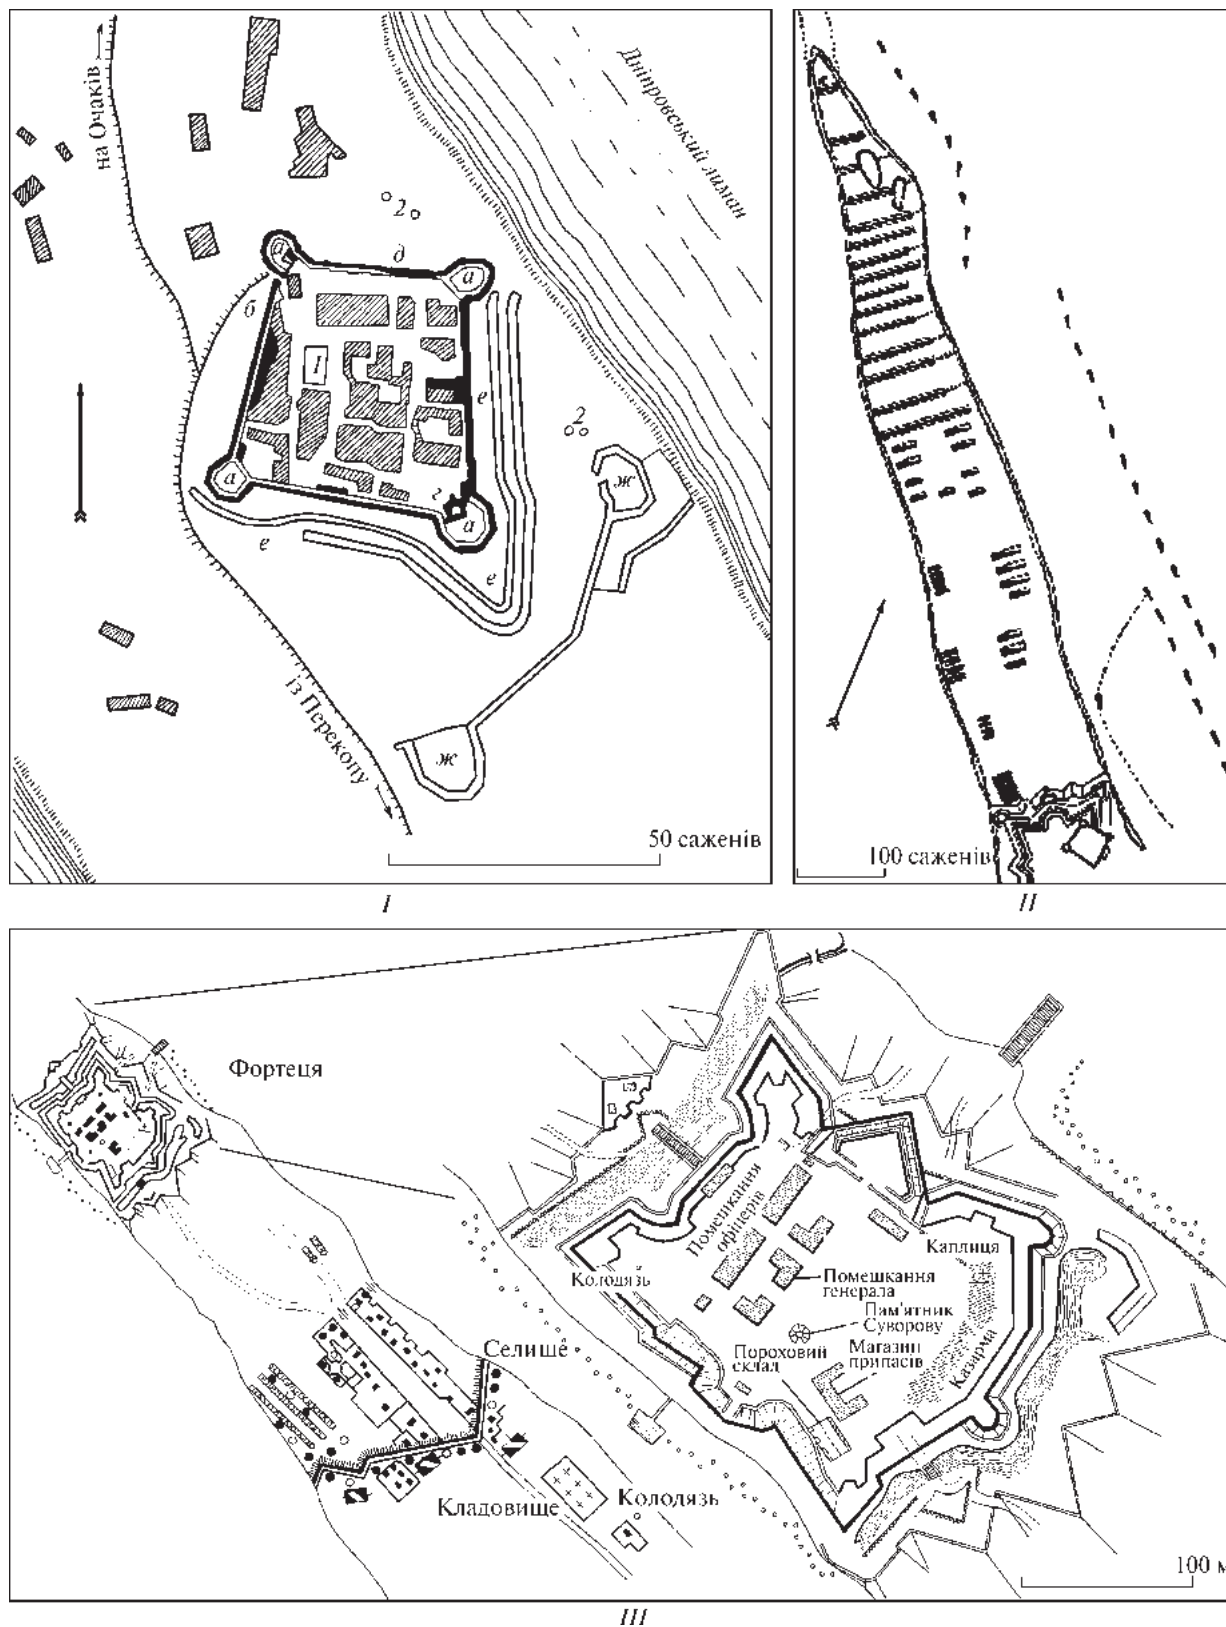 на Очаків
Дніпровський лиман
2
а
д
а
б
1
е
2
ж
г
а
а
е
е
із Перекопу
ж
50 саженів
100 саженів
I
II
Фортеця
Помешкання
офіцерів
Каплиця
Колодязь
Помешкання
генерала
Пам'ятник
Суворову
Пороховий
склад
Магазин
припасів
Казарма
Селище
Кладовище
Колодязь
100 м
III